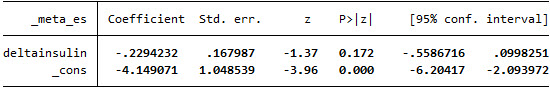 _meta_es Coefficient Std. err. z P>|z| [95% conf. interval]
deltainsulin -.2294232 .167987 -1.37 0.172 -.5586716 .0998251
_cons -4.149071 1.048539 -3.96 0.000 -6.20417 -2.093972